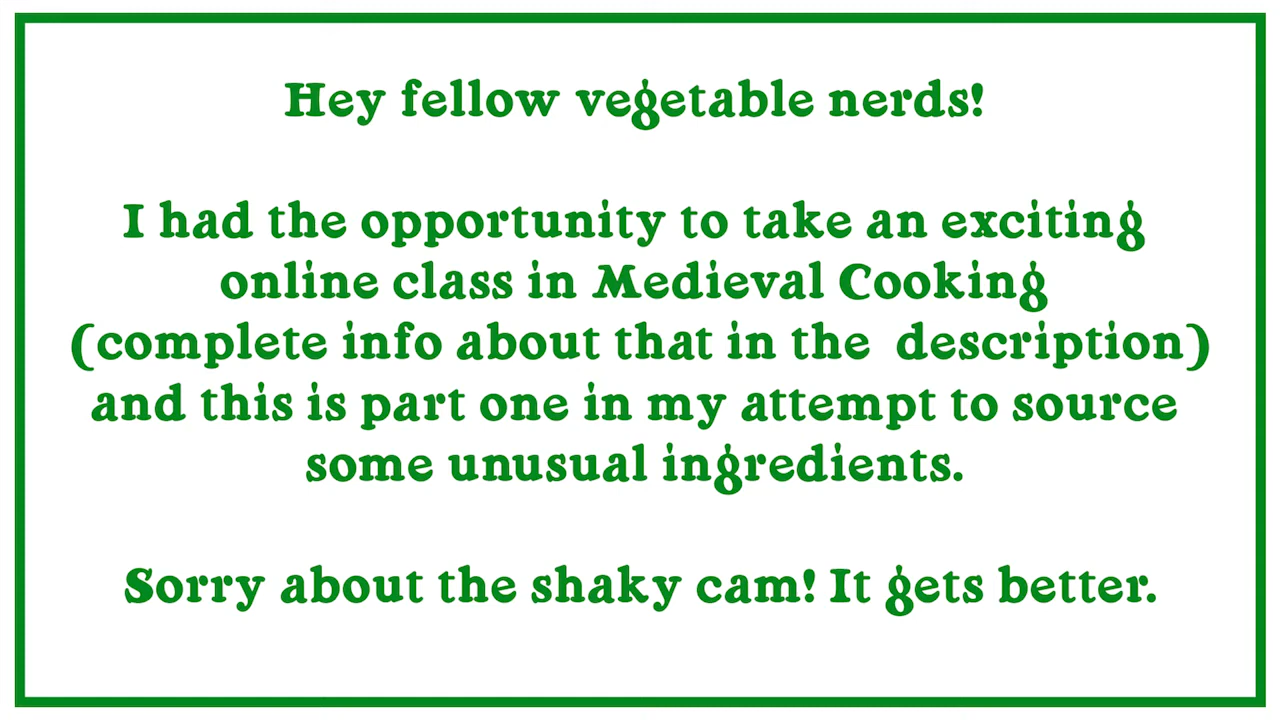 Hey fellow vegetable nerds!
I had the opportunity to take an exciting
online class in Medieval Cooking
(complete info about that in the description)
and this is part one in my attempt to source
some unusual ingredients.
Sorry about the shaky cam! It gets better.